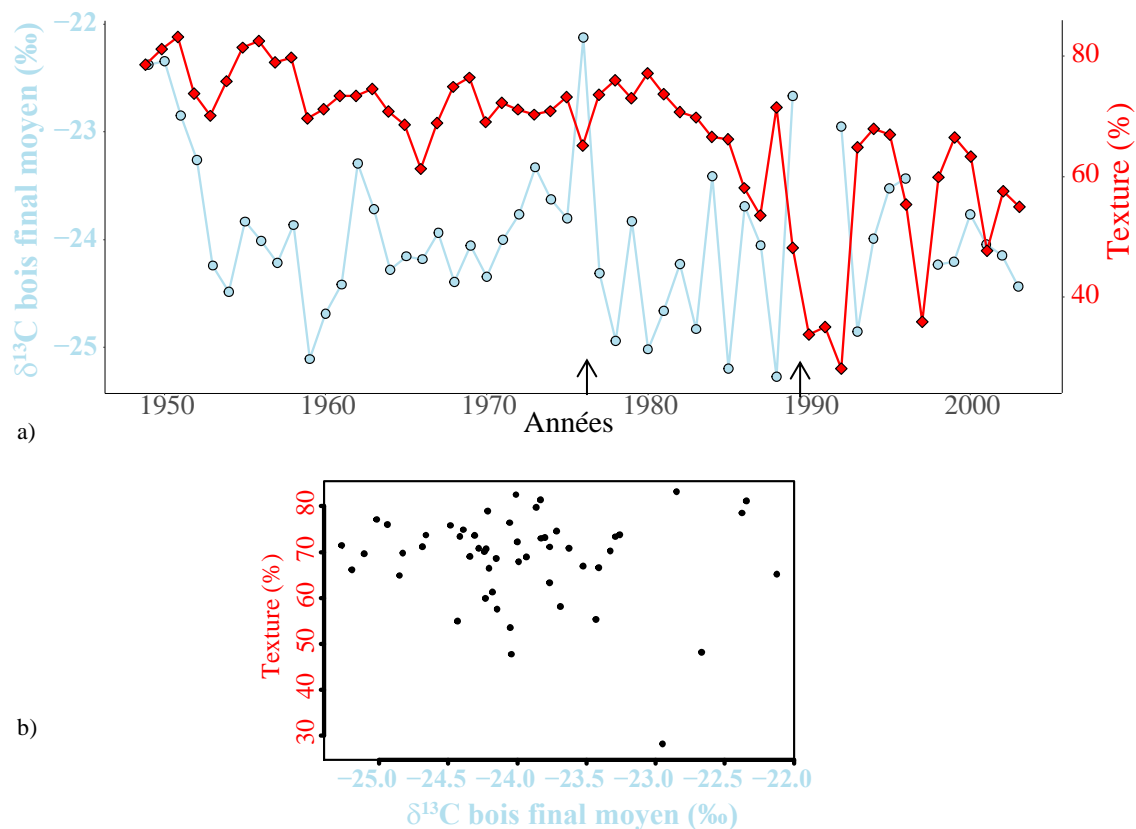 δ¹³C bois final moyen (‰)
−22
−23
−24
−25
80
60
40
Texture (%)
1950 1960 1970 1980 1990 2000
Années
a)
Texture (%)
80
70
60
50
40
30
b)
−25.0 −24.5 −24.0 −23.5 −23.0 −22.5 −22.0
δ¹³C bois final moyen (‰)